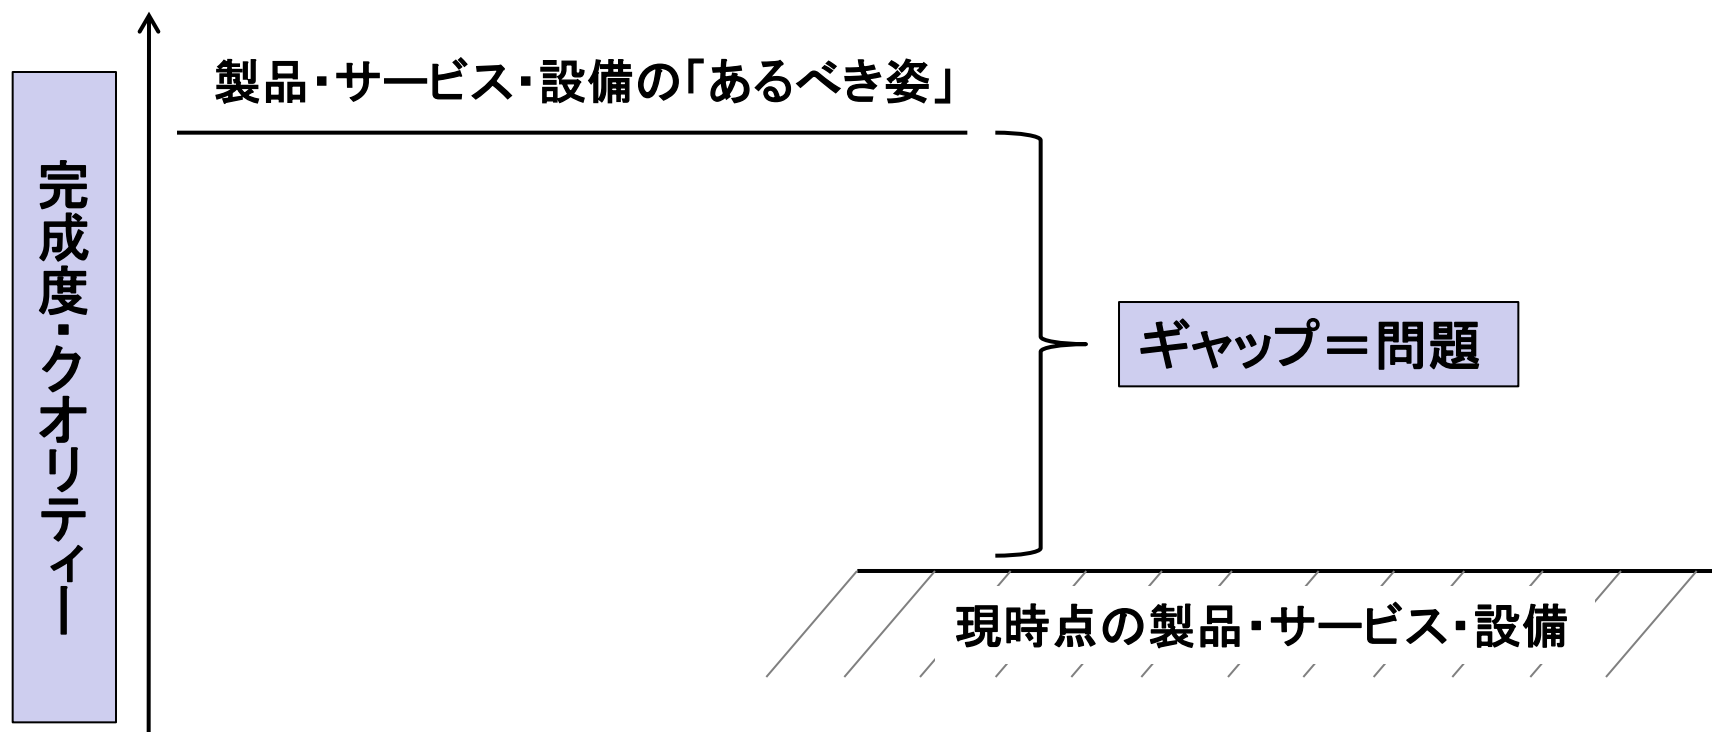 製品・サービス・設備の「あるべき姿」
完成度・クオリティー
ギャップ＝問題
現時点の製品・サービス・設備